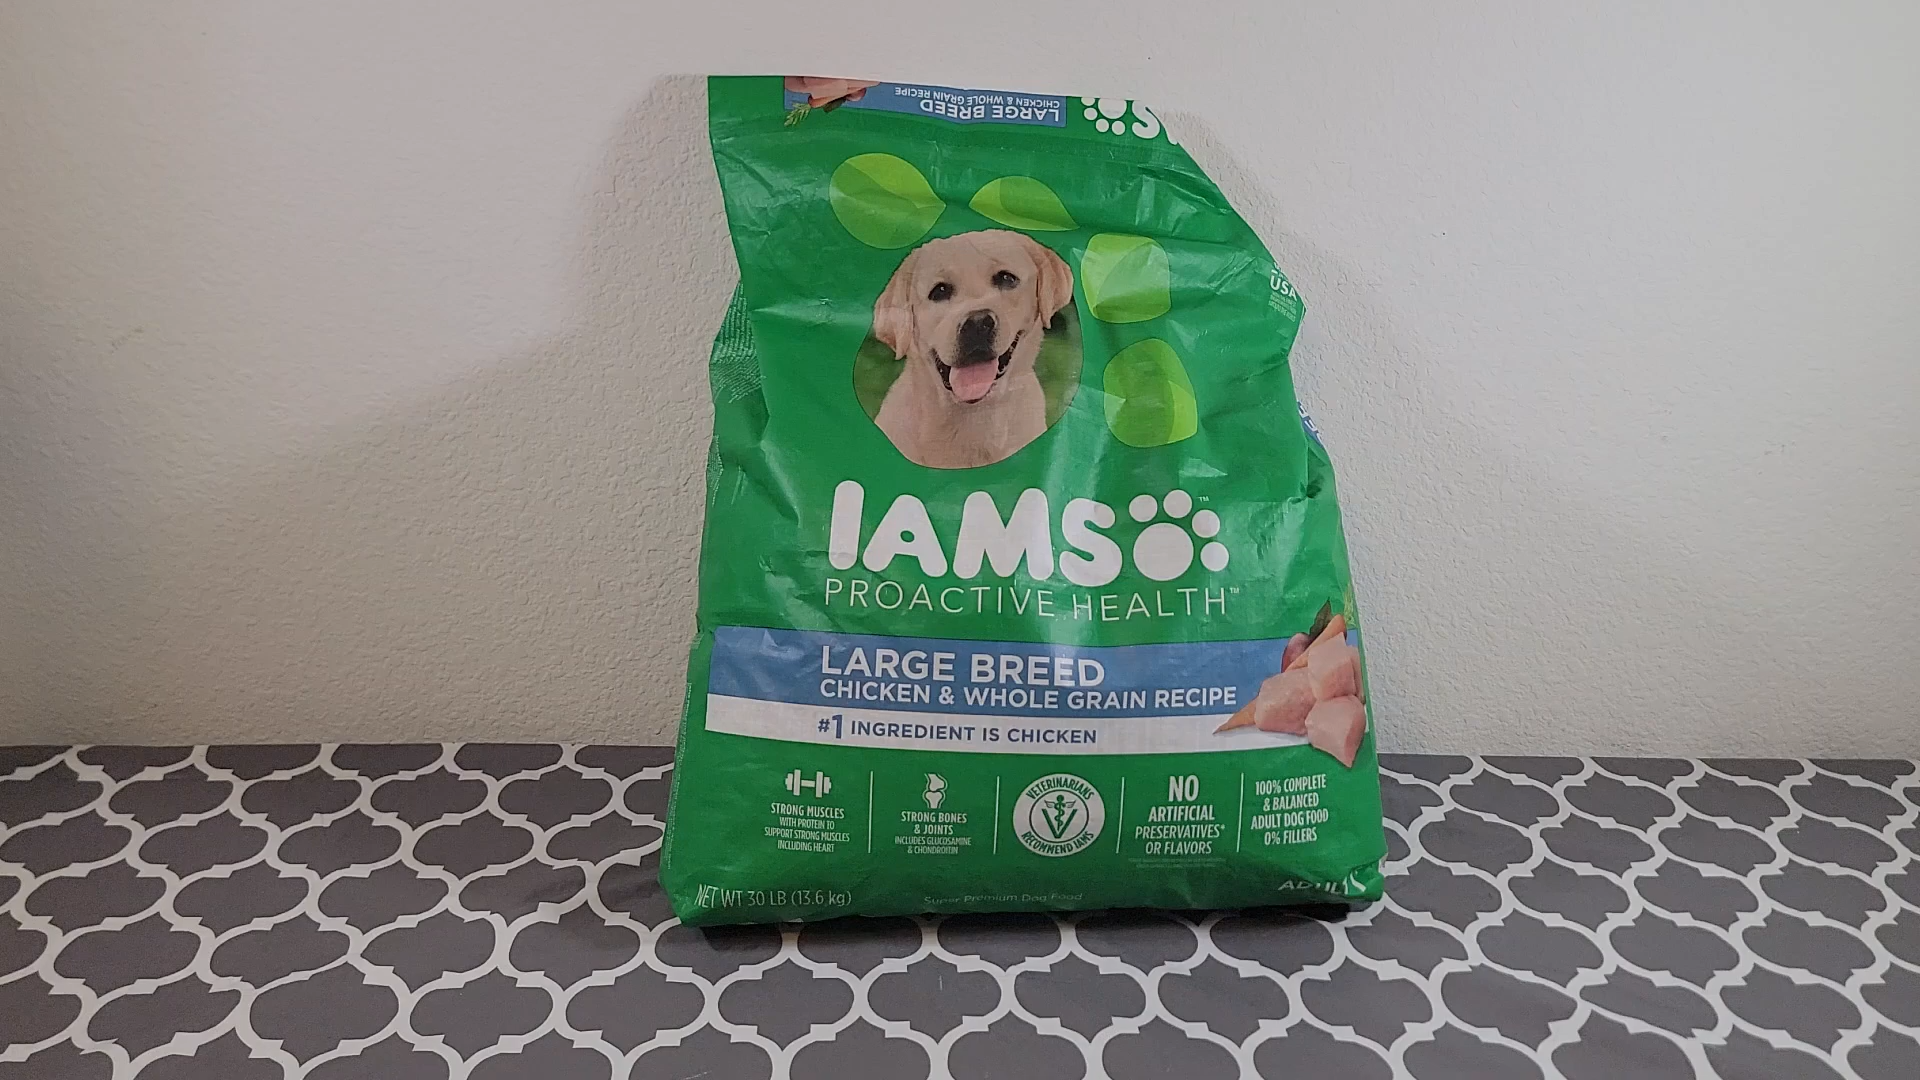 LARGE BREED
CHICKEN & WHOLE GRAIN RECIPE
USA
IAMS™
PROACTIVE HEALTH™
LARGE BREED
CHICKEN & WHOLE GRAIN RECIPE
#1 INGREDIENT IS CHICKEN
STRONG MUSCLES
WITH PROTEIN TO
SUPPORT STRONG MUSCLES
INCLUDING HEART
STRONG BONES
& JOINTS
INCLUDES GLUCOSAMINE
& CHONDROITIN
VETERINARIANS
RECOMMEND IAMS
NO
ARTIFICIAL
PRESERVATIVES*
OR FLAVORS
100% COMPLETE
& BALANCED
ADULT DOG FOOD
0% FILLERS
NET WT 30 LB (13.6 kg)
Super Premium Dog Food
ADULT